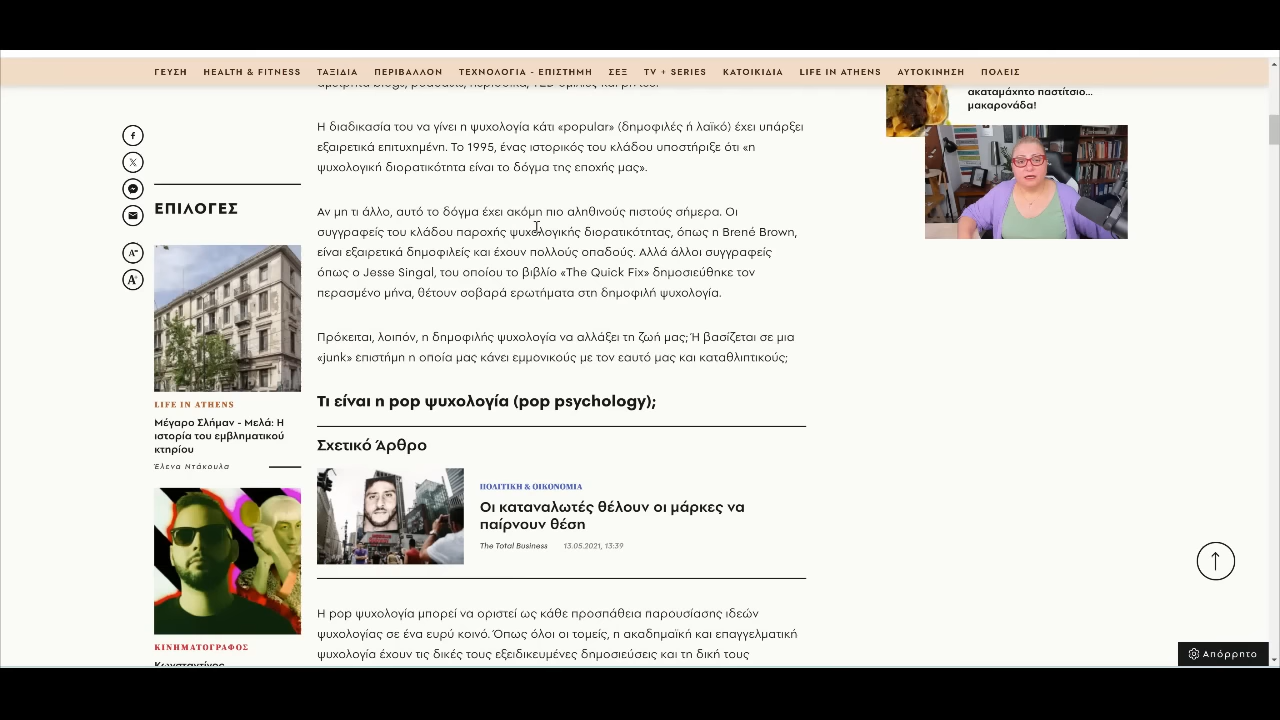 ΓΕΥΣΗ HEALTH & FITNESS ΤΑΞΙΔΙΑ ΠΕΡΙΒΑΛΛΟΝ ΤΕΧΝΟΛΟΓΙΑ - ΕΠΙΣΤΗΜΗ ΣΕΞ TV + SERIES ΚΑΤΟΙΚΙΔΙΑ LIFE IN ATHENS ΑΥΤΟΚΙΝΗΣΗ ΠΟΛΕΙΣ
ακαταμάχητο παστίτσιο...
μακαρονάδα!
Η διαδικασία του να γίνει η ψυχολογία κάτι «popular» (δημοφιλές ή λαϊκό) έχει υπάρξει
εξαιρετικά επιτυχημένη. Το 1995, ένας ιστορικός του κλάδου υποστήριξε ότι «η
ψυχολογική διορατικότητα είναι το δόγμα της εποχής μας».
Αν μη τι άλλο, αυτό το δόγμα έχει ακόμη πιο αληθινούς πιστούς σήμερα. Οι
συγγραφείς του κλάδου παροχής ψυχολογικής διορατικότητας, όπως η Brené Brown,
είναι εξαιρετικά δημοφιλείς και έχουν πολλούς οπαδούς. Αλλά άλλοι συγγραφείς
όπως ο Jesse Singal, του οποίου το βιβλίο «The Quick Fix» δημοσιεύθηκε τον
περασμένο μήνα, θέτουν σοβαρά ερωτήματα στη δημοφιλή ψυχολογία.
Πρόκειται, λοιπόν, η δημοφιλής ψυχολογία να αλλάξει τη ζωή μας; Ή βασίζεται σε μια
«junk» επιστήμη η οποία μας κάνει εμμονικούς με τον εαυτό μας και καταθλιπτικούς;
Τι είναι η pop ψυχολογία (pop psychology);
Σχετικό Άρθρο
ΠΟΛΙΤΙΚΗ & ΟΙΚΟΝΟΜΙΑ
Οι καταναλωτές θέλουν οι μάρκες να
παίρνουν θέση
The Total Business 13.05.2021, 13:39
Η pop ψυχολογία μπορεί να οριστεί ως κάθε προσπάθεια παρουσίασης ιδεών
ψυχολογίας σε ένα ευρύ κοινό. Όπως όλοι οι τομείς, η ακαδημαϊκή και επαγγελματική
ψυχολογία έχουν τις δικές τους εξειδικευμένες δημοσιεύσεις και τη δική τους
ΕΠΙΛΟΓΕΣ
LIFE IN ATHENS
Μέγαρο Σλήμαν - Μελά: Η
ιστορία του εμβληματικού
κτηρίου
Έλενα Ντάκουλα
ΚΙΝΗΜΑΤΟΓΡΑΦΟΣ
Απόρρητο